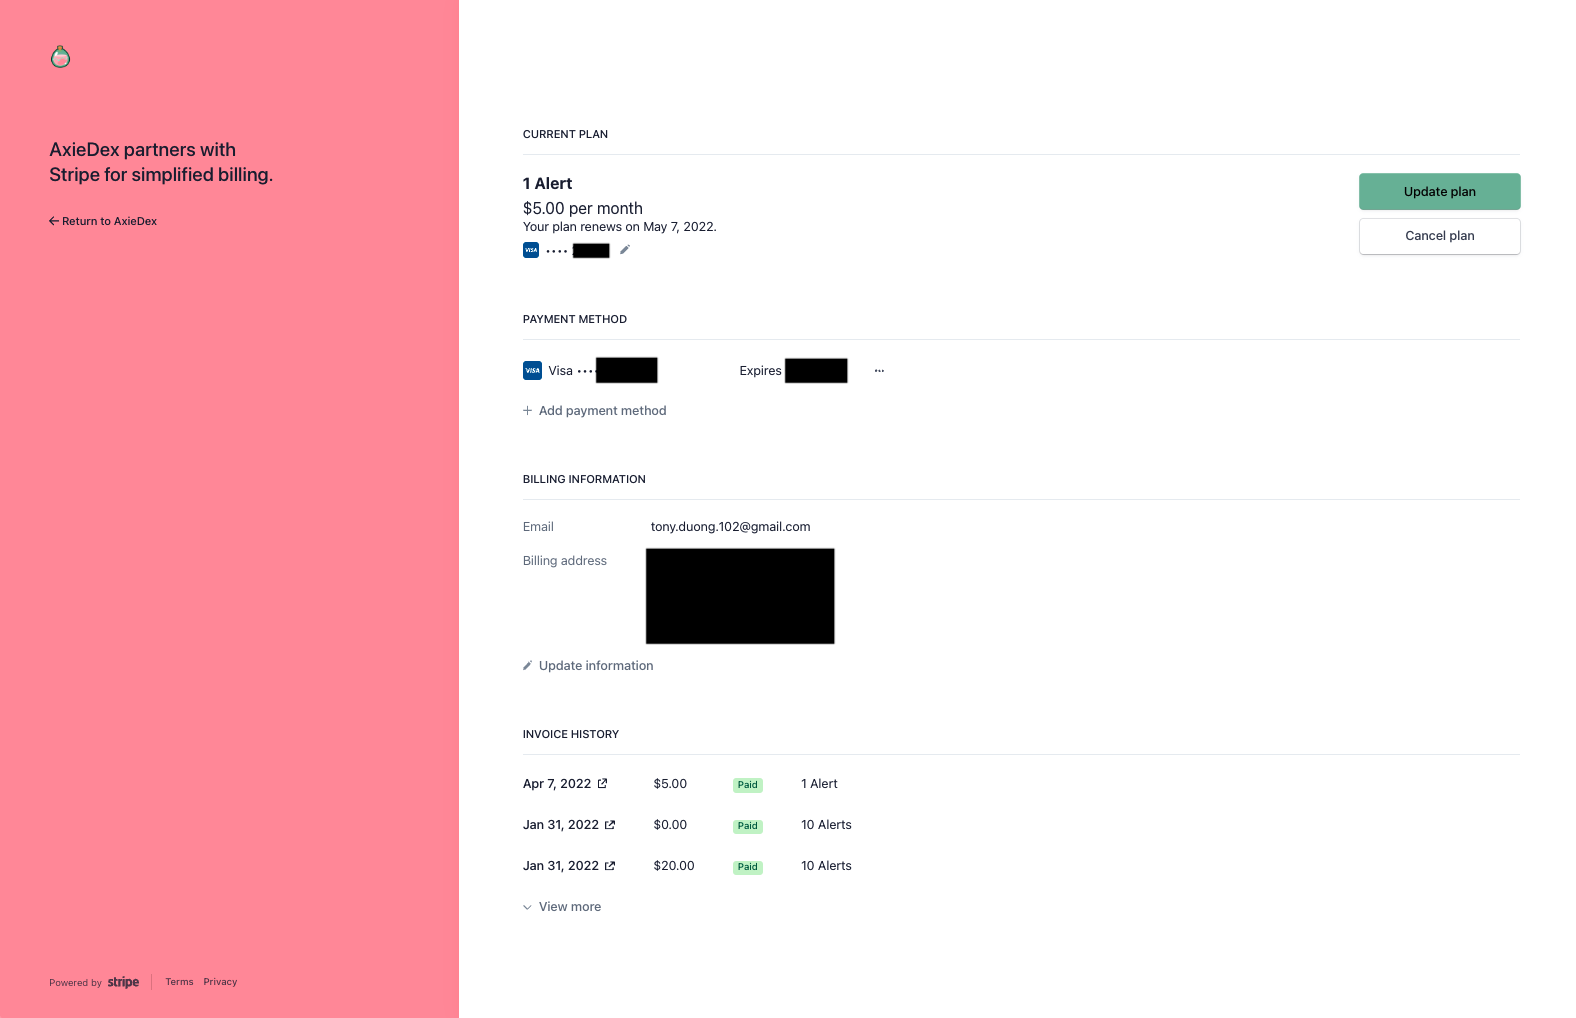 AxieDex partners with
Stripe for simplified billing.
← Return to AxieDex
Powered by stripe Terms Privacy
CURRENT PLAN
1 Alert
$5.00 per month
Your plan renews on May 7, 2022.
VISA ••••
Update plan
Cancel plan
PAYMENT METHOD
VISA Visa •••• Expires •••
+ Add payment method
BILLING INFORMATION
Email tony.duong.102@gmail.com
Billing address
Update information
INVOICE HISTORY
Apr 7, 2022 $5.00 Paid 1 Alert
Jan 31, 2022 $0.00 Paid 10 Alerts
Jan 31, 2022 $20.00 Paid 10 Alerts
View more